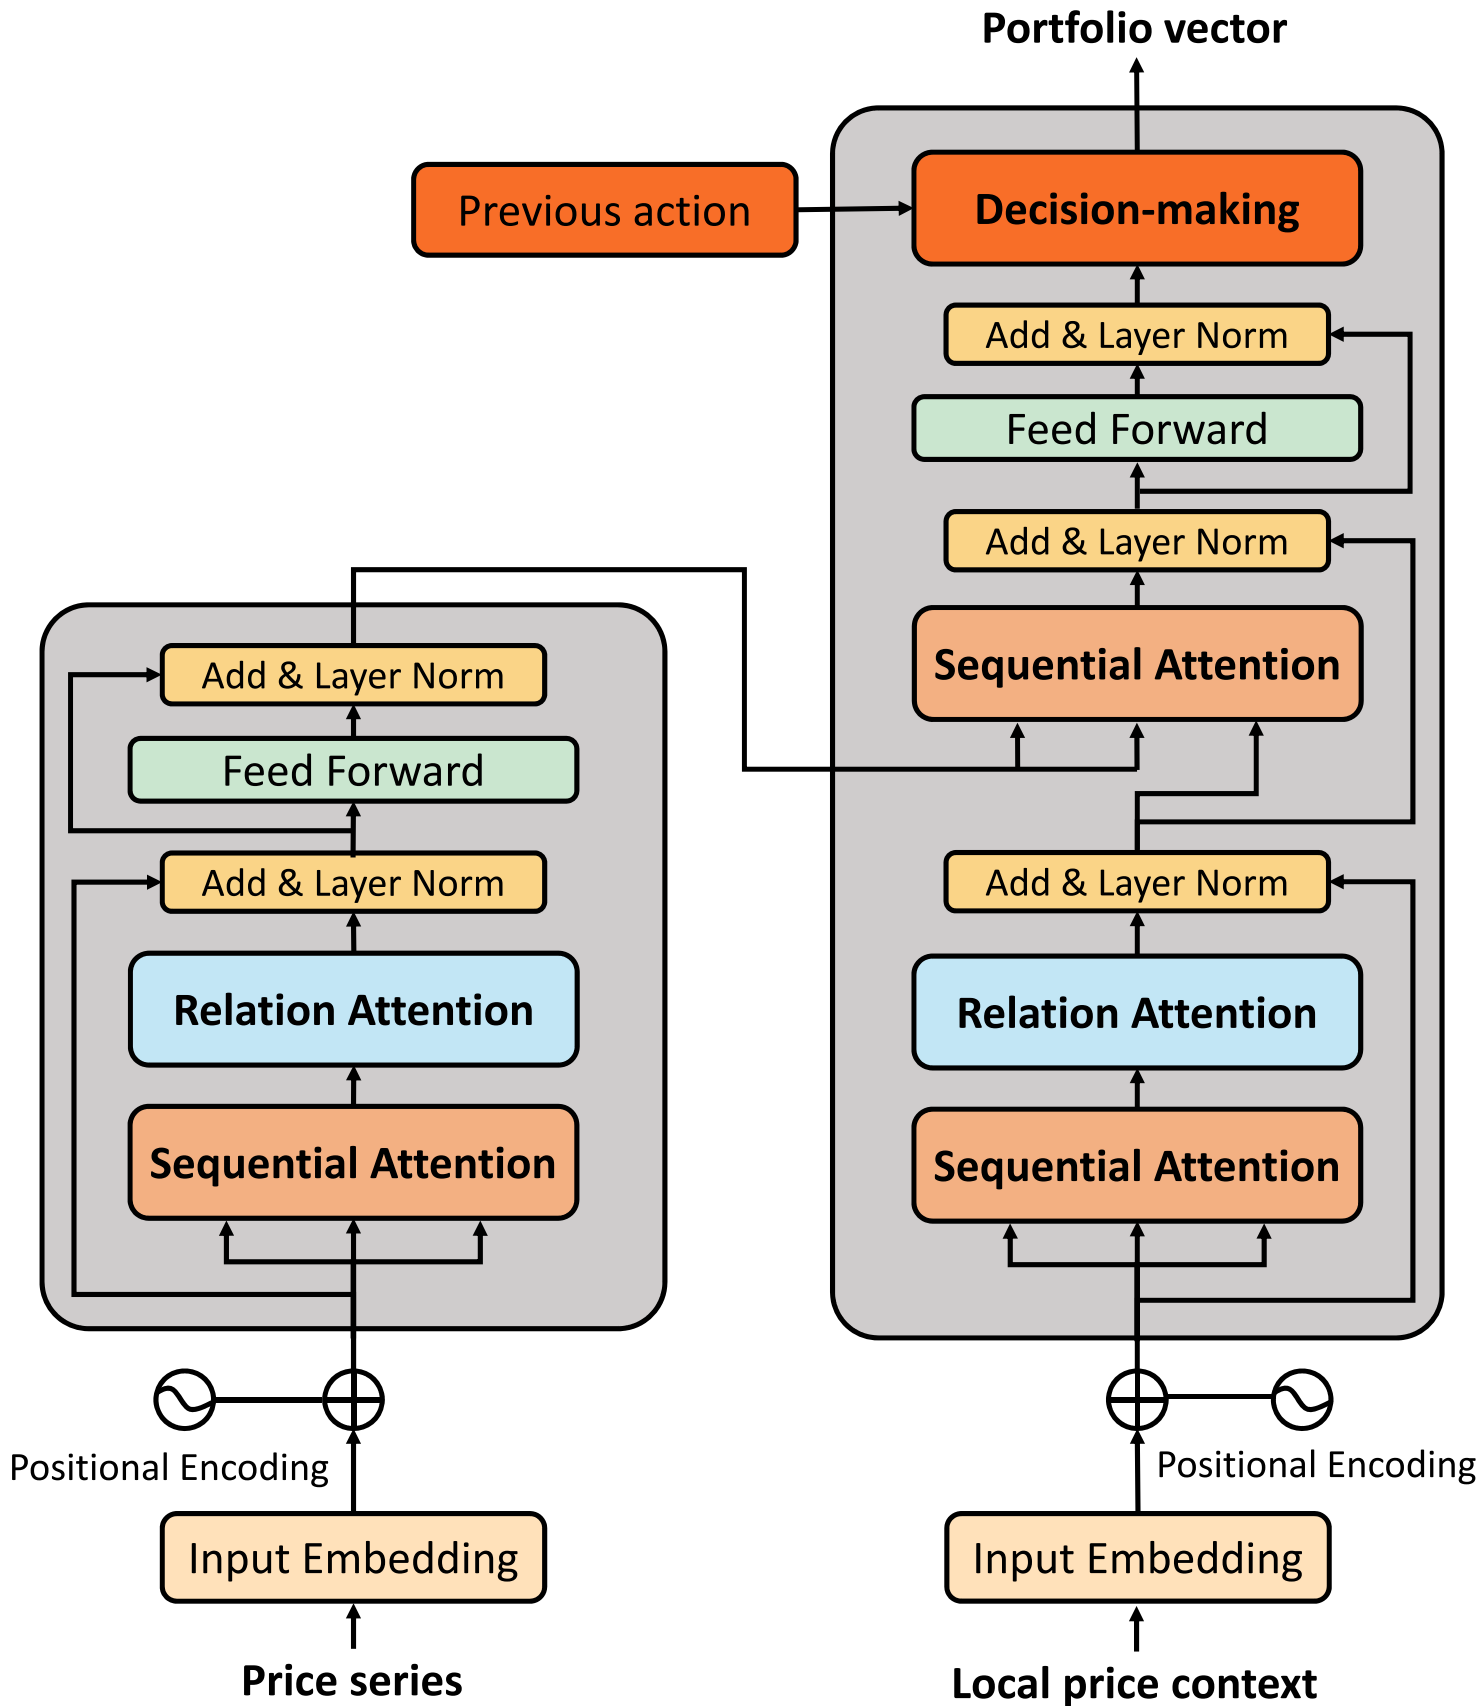 Portfolio vector
Previous action
Decision-making
Add & Layer Norm
Feed Forward
Add & Layer Norm
Sequential Attention
Add & Layer Norm
Relation Attention
Sequential Attention
Positional Encoding
Input Embedding
Local price context
Add & Layer Norm
Feed Forward
Add & Layer Norm
Relation Attention
Sequential Attention
Positional Encoding
Input Embedding
Price series